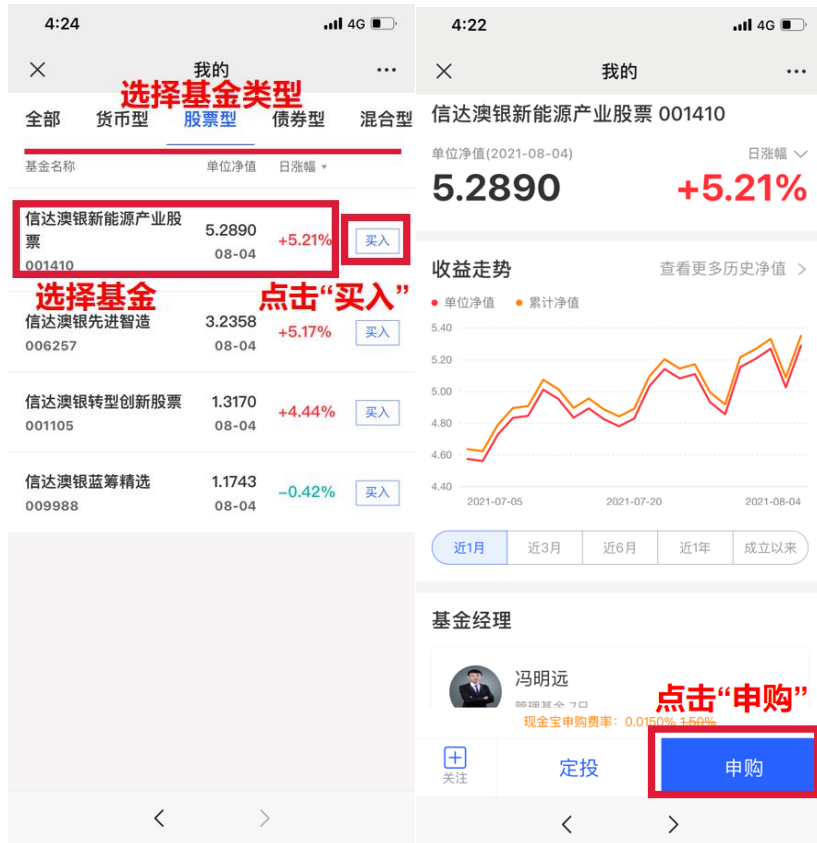 4:24
4G
我的
选择基金类型
全部 货币型 股票型 债券型 混合型
基金名称 单位净值 日涨幅
信达澳银新能源产业股
票
001410
5.2890
08-04
+5.21%
买入
选择基金
点击“买入”
信达澳银先进智造
006257
3.2358
08-04
+5.17%
买入
信达澳银转型创新股票
001105
1.3170
08-04
+4.44%
买入
信达澳银蓝筹精选
009988
1.1743
08-04
-0.42%
买入
4:22
4G
我的
信达澳银新能源产业股票 001410
单位净值(2021-08-04) 日涨幅
5.2890 +5.21%
收益走势 查看更多历史净值
单位净值 累计净值
5.40
5.20
5.00
4.80
4.60
4.40
2021-07-05 2021-07-20 2021-08-04
近1月 近3月 近6月 近1年 成立以来
基金经理
冯明远
管理基金 7只
点击“申购”
现金宝申购费率：0.0150% 1.50%
关注
定投
申购